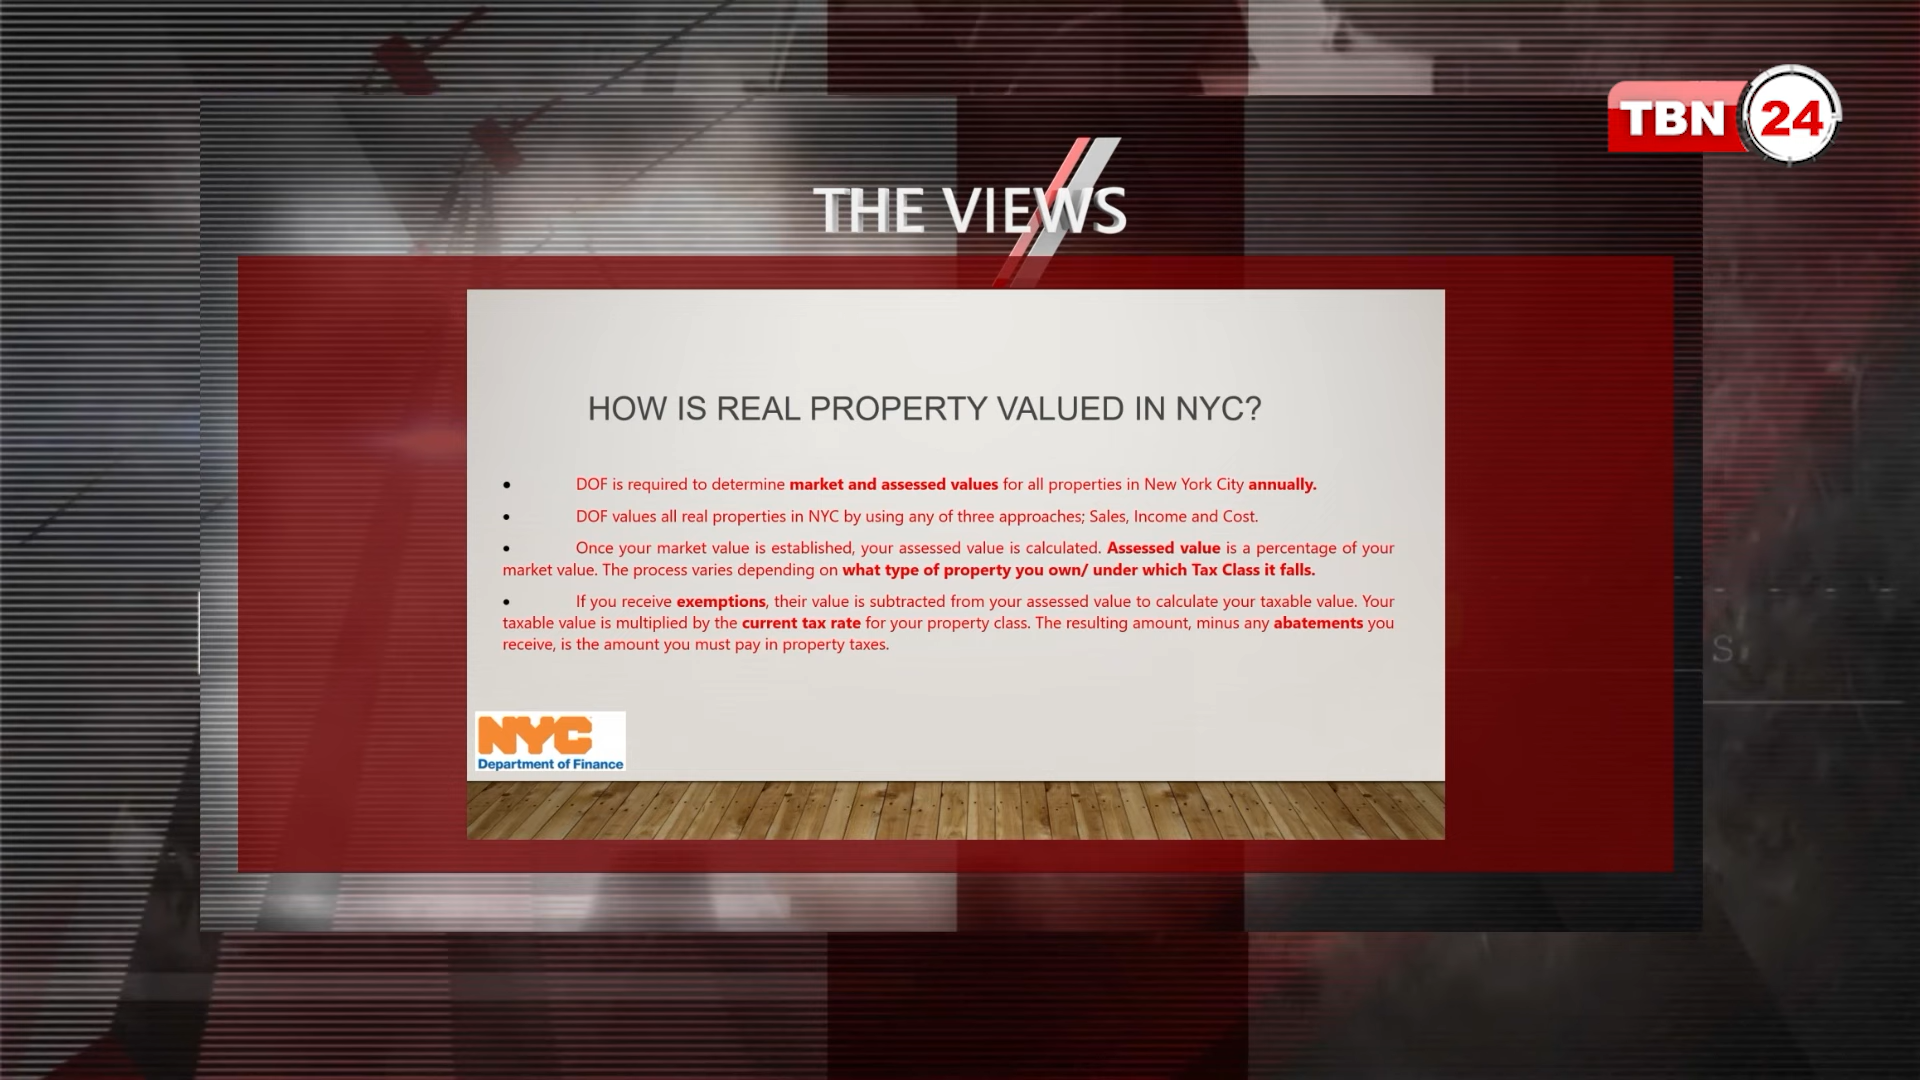 TBN 24
THE VIEWS
HOW IS REAL PROPERTY VALUED IN NYC?
• DOF is required to determine market and assessed values for all properties in New York City annually.
• DOF values all real properties in NYC by using any of three approaches; Sales, Income and Cost.
• Once your market value is established, your assessed value is calculated. Assessed value is a percentage of your
market value. The process varies depending on what type of property you own/ under which Tax Class it falls.
• If you receive exemptions, their value is subtracted from your assessed value to calculate your taxable value. Your
taxable value is multiplied by the current tax rate for your property class. The resulting amount, minus any abatements you
receive, is the amount you must pay in property taxes.
S
NYC
Department of Finance